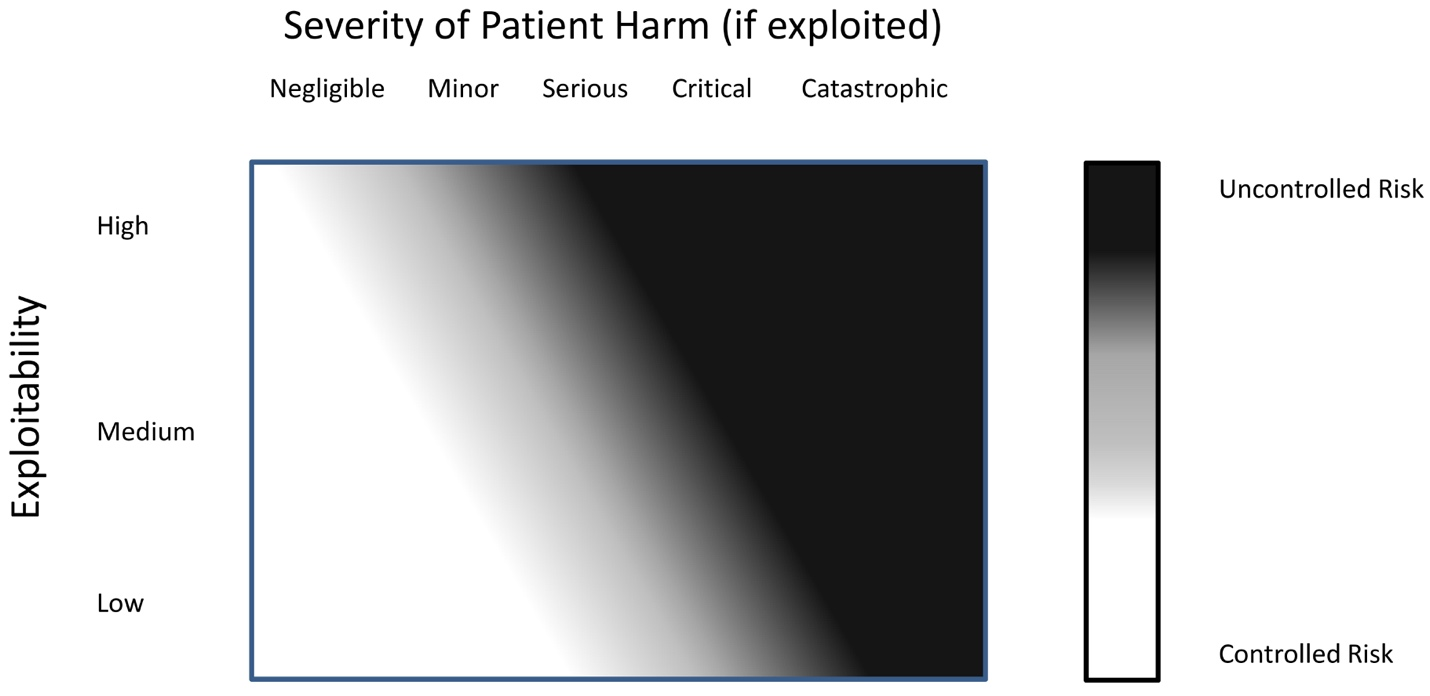 Severity of Patient Harm (if exploited)
Negligible Minor Serious Critical Catastrophic
Exploitability
High
Medium
Low
Uncontrolled Risk
Controlled Risk